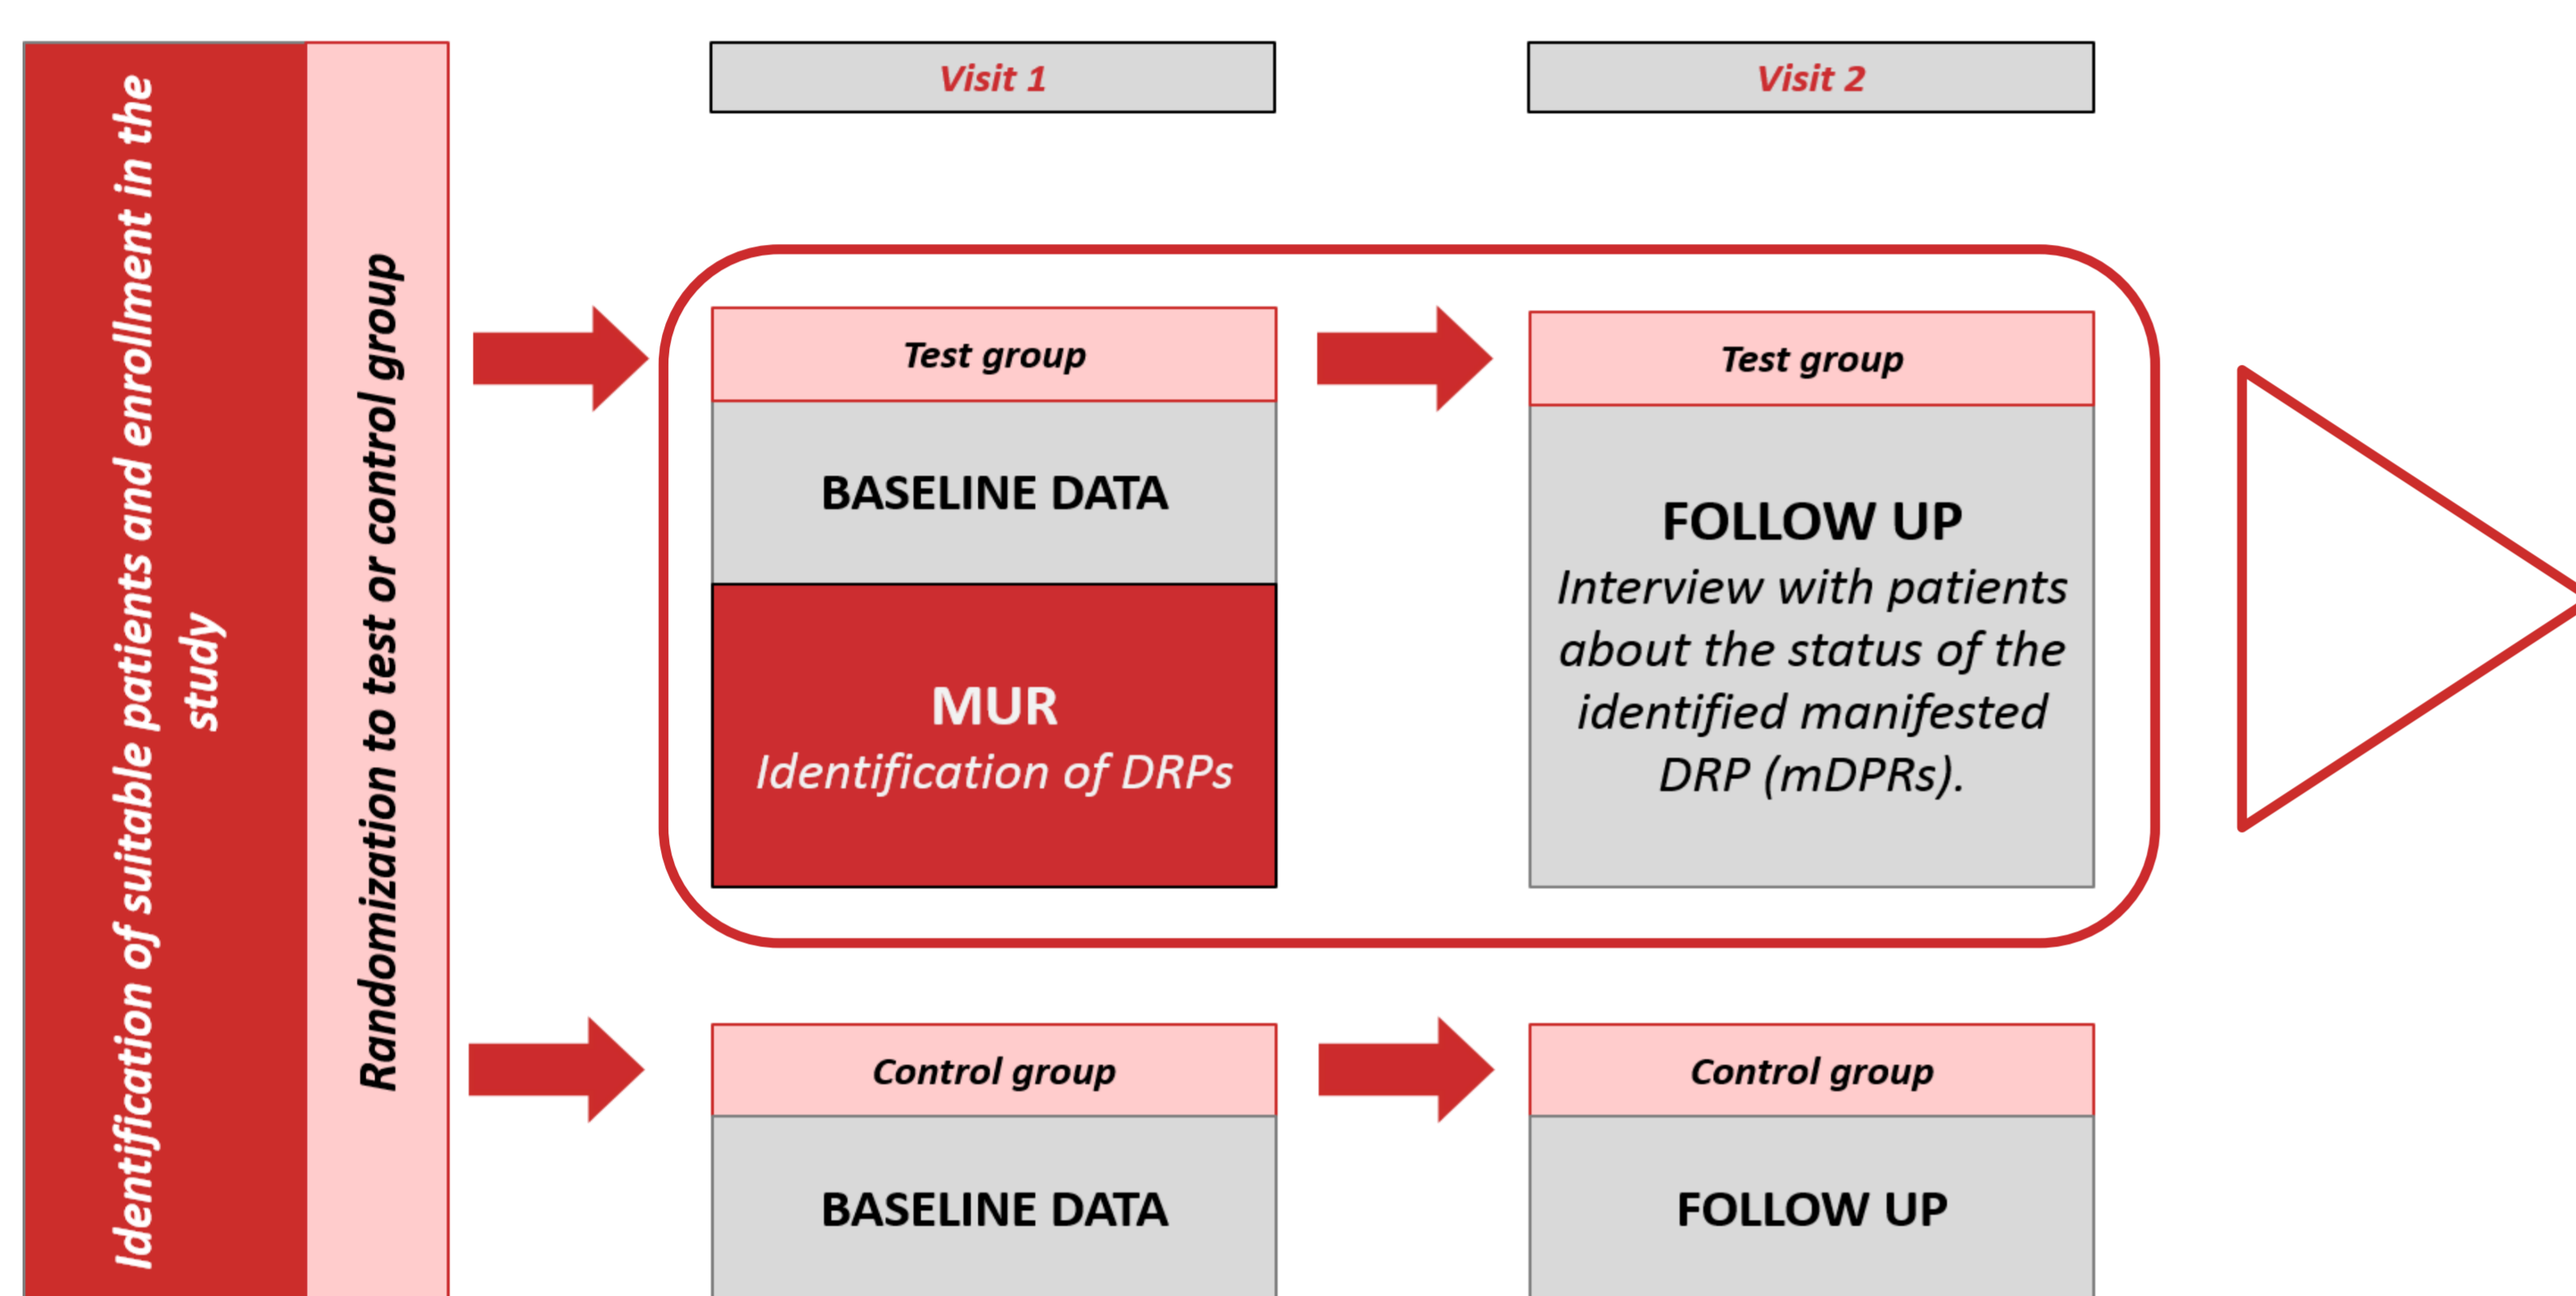 Identification of suitable patients and enrollment in the
study
Randomization to test or control group
Visit 1
Visit 2
Test group
BASELINE DATA
MUR
Identification of DRPs
Test group
FOLLOW UP
Interview with patients
about the status of the
identified manifested
DRP (mDPRs).
Control group
BASELINE DATA
Control group
FOLLOW UP